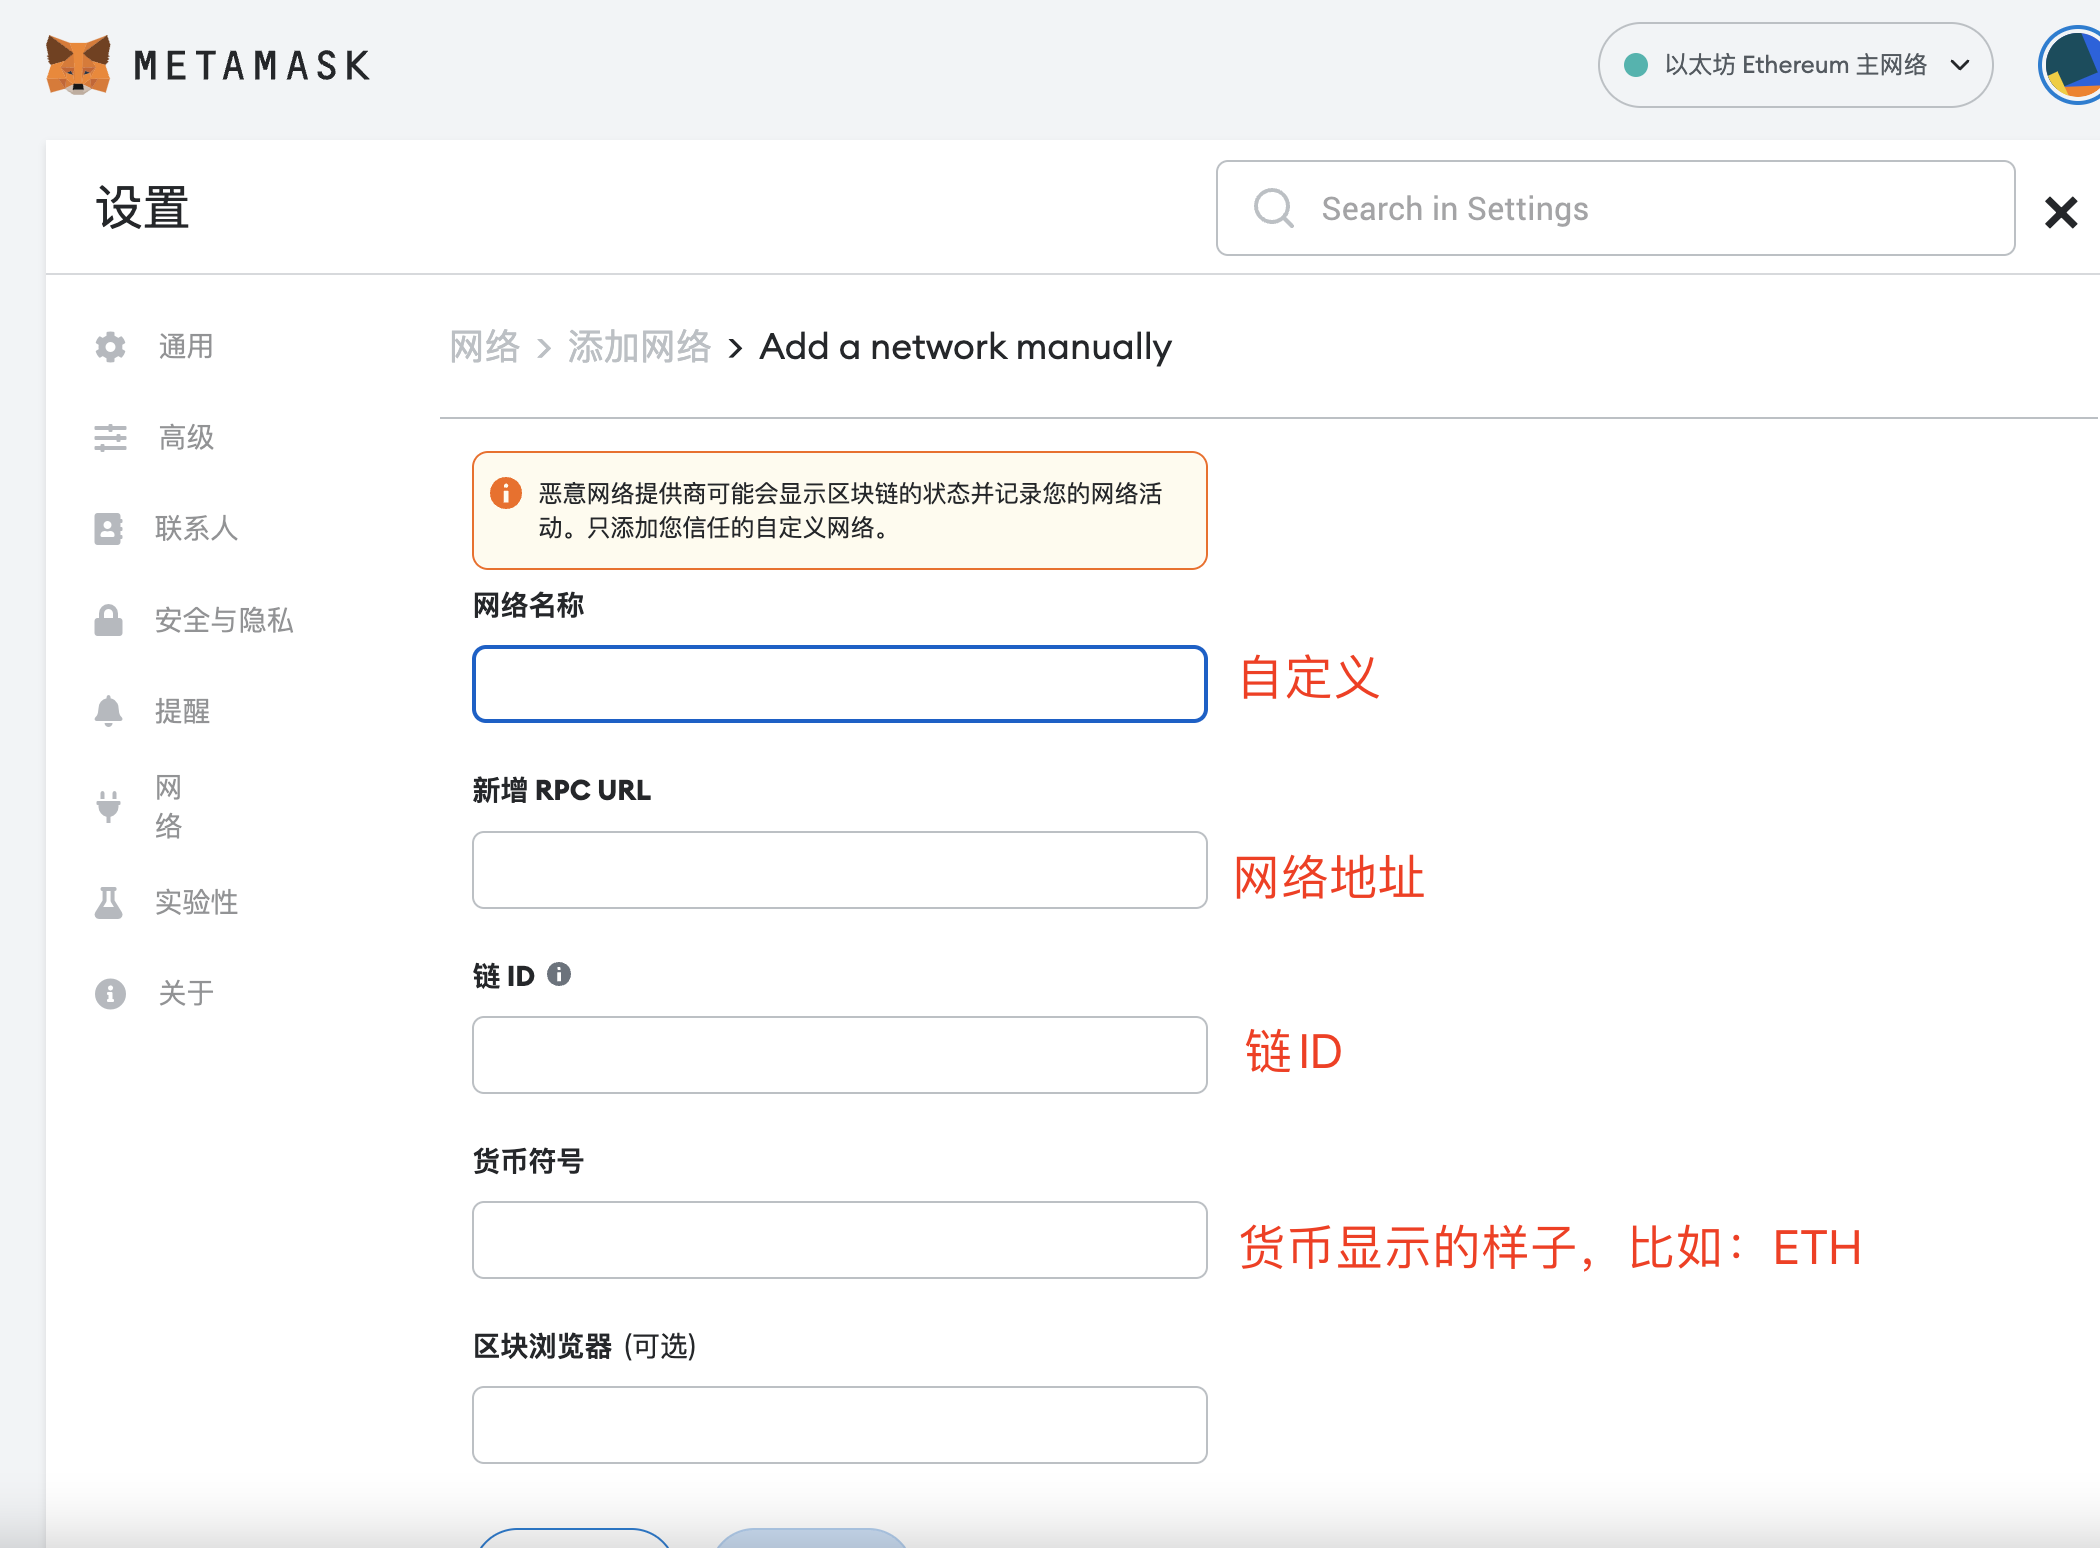 METAMASK
以太坊 Ethereum 主网络
设置
Search in Settings
通用
高级
联系人
安全与隐私
提醒
网
络
实验性
关于
网络 > 添加网络 > Add a network manually
恶意网络提供商可能会显示区块链的状态并记录您的网络活
动。只添加您信任的自定义网络。
网络名称
自定义
新增 RPC URL
网络地址
链 ID
链 ID
货币符号
货币显示的样子，比如：ETH
区块浏览器 (可选)